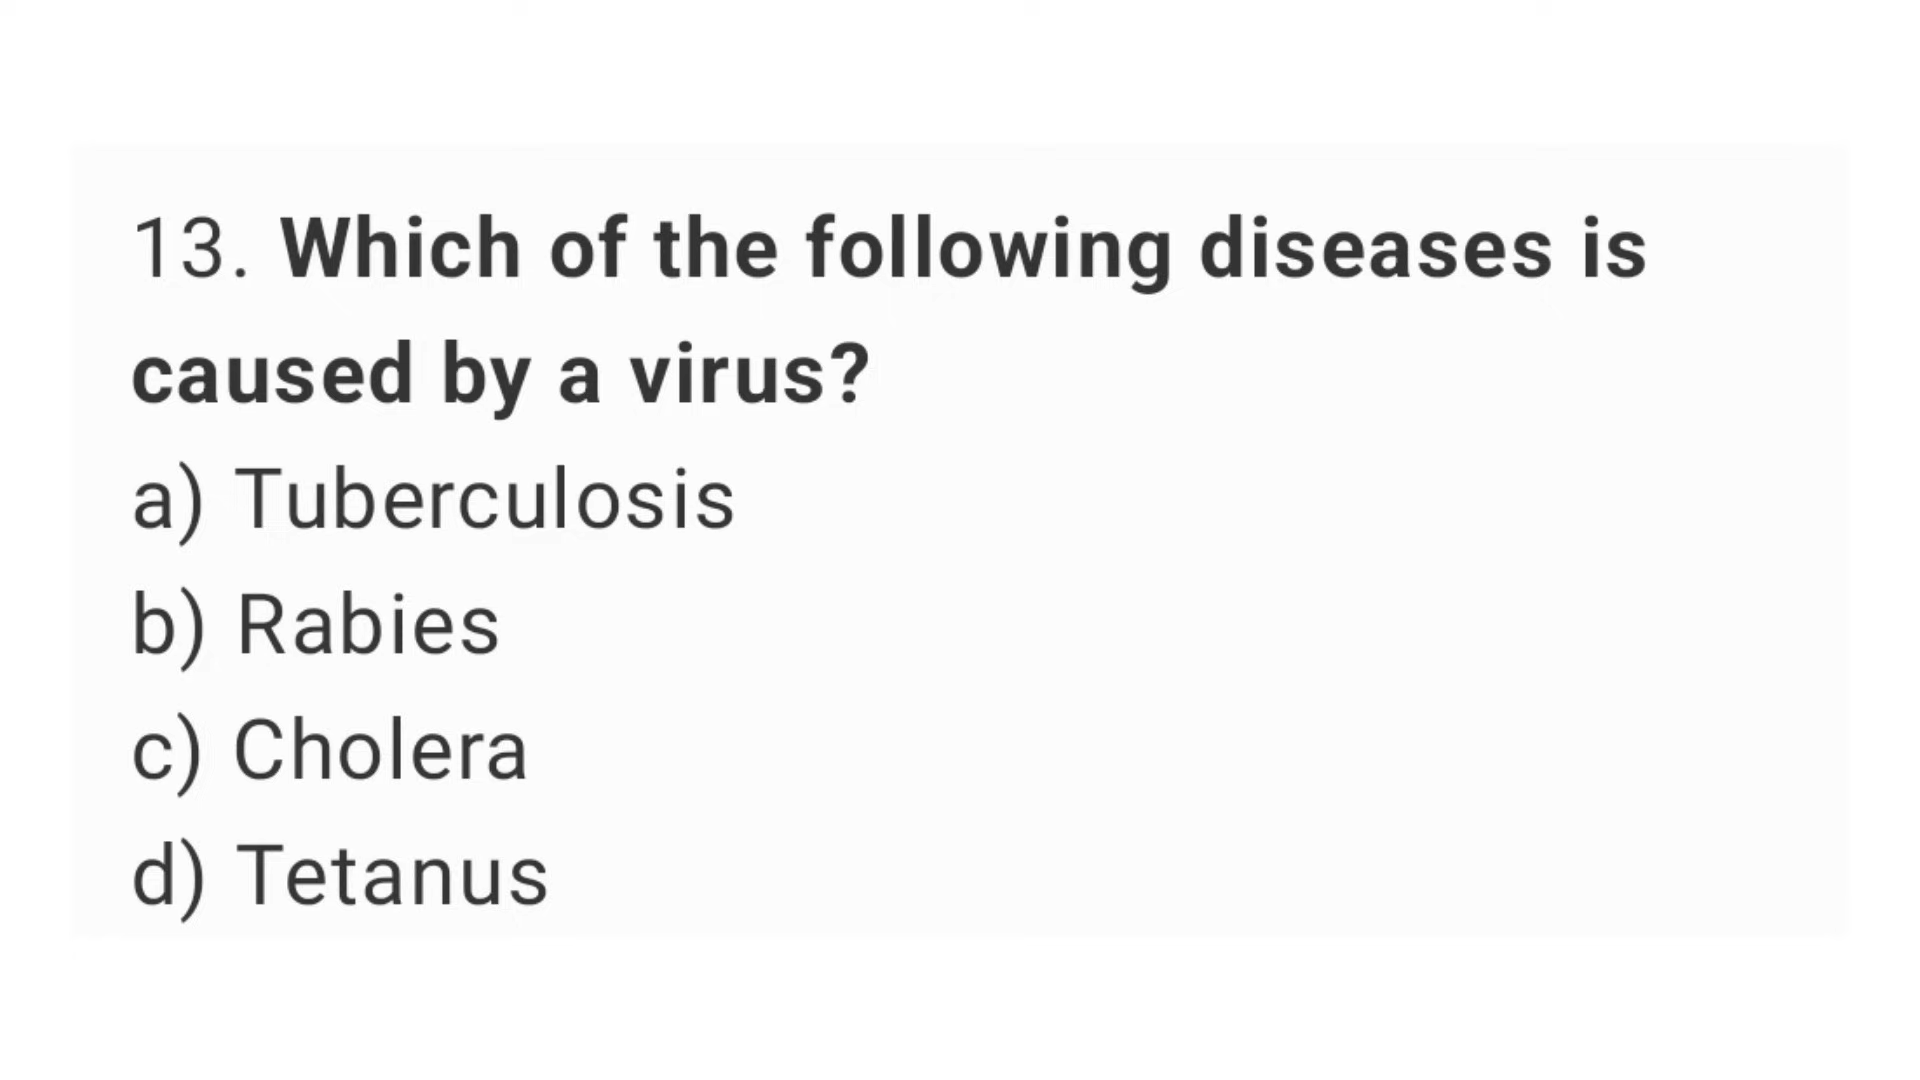 13. Which of the following diseases is
caused by a virus?
a) Tuberculosis
b) Rabies
c) Cholera
d) Tetanus